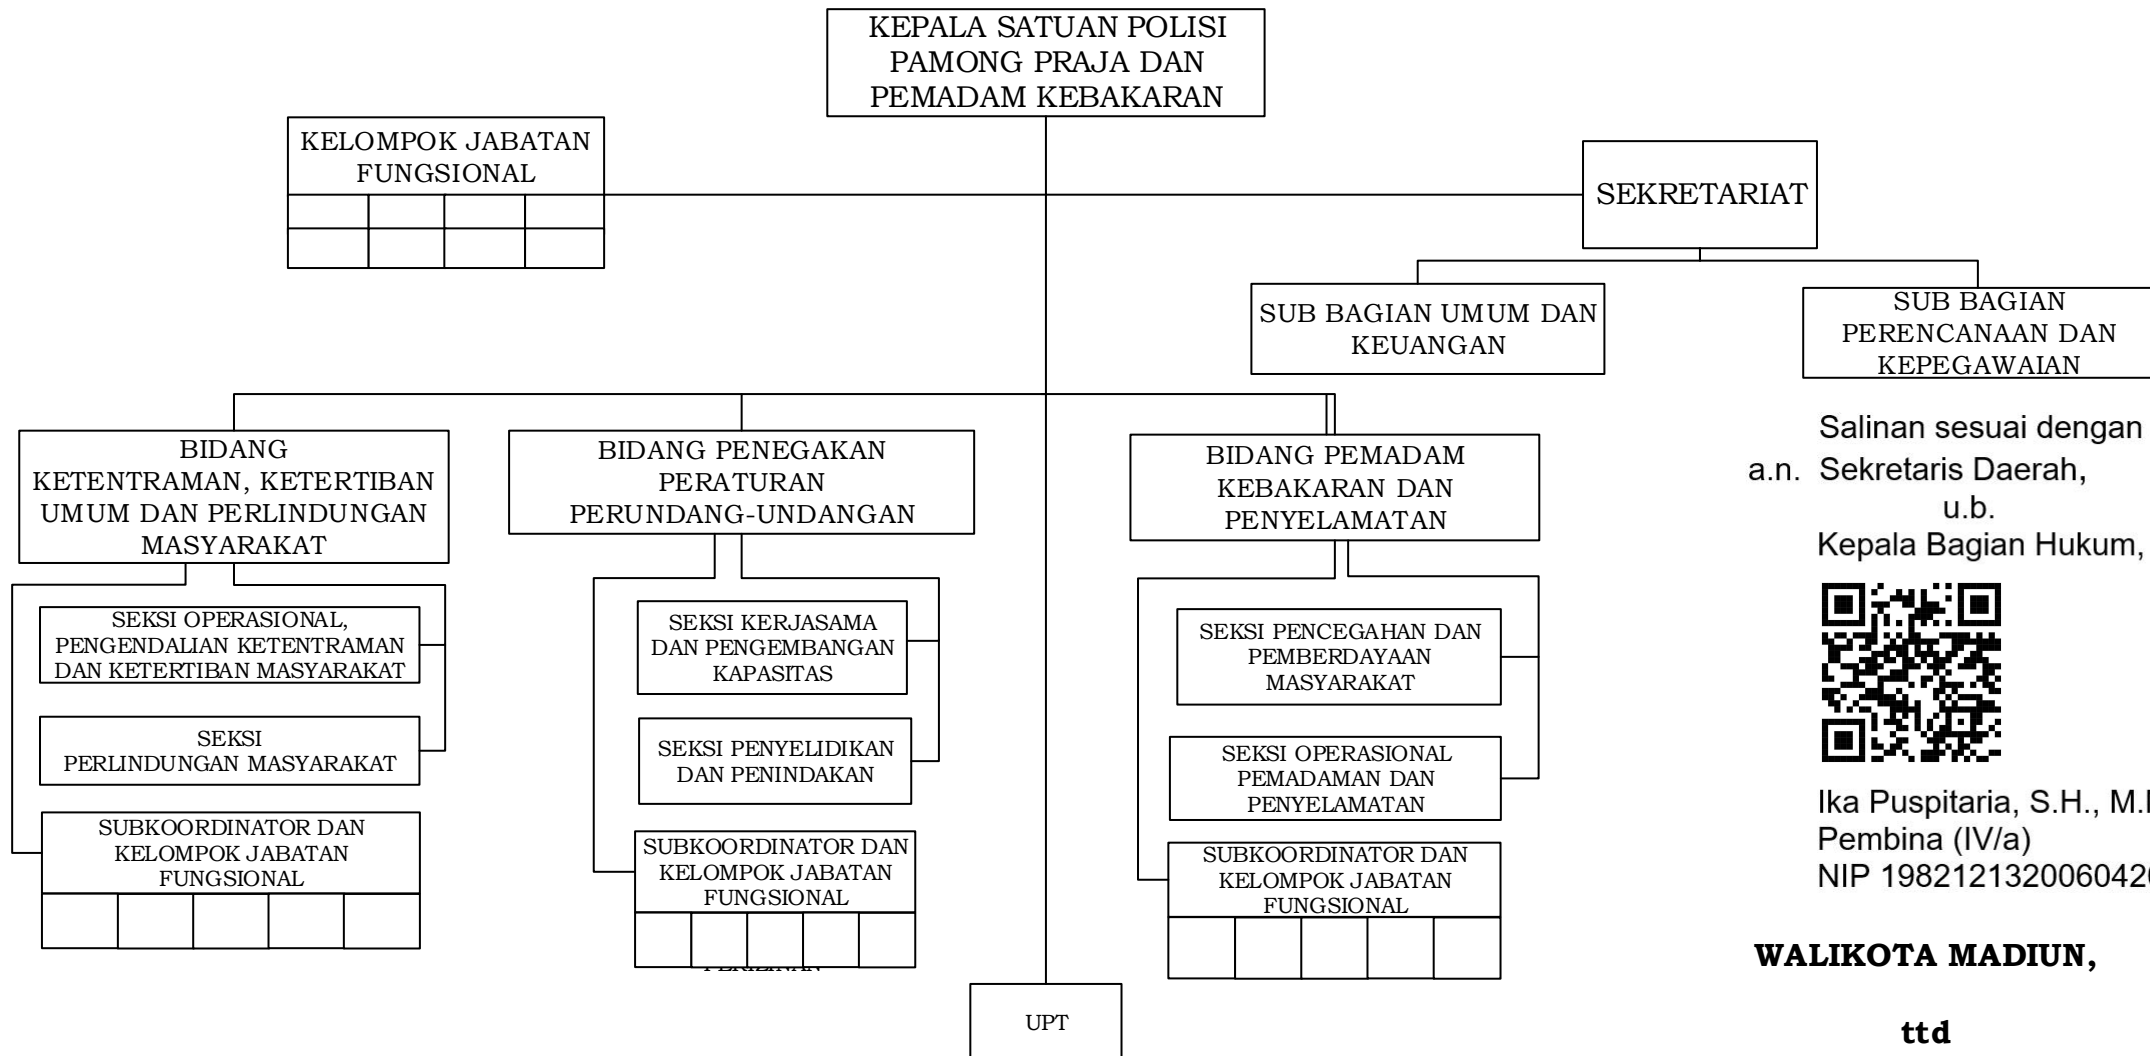 KEPALA SATUAN POLISI
PAMONG PRAJA DAN
PEMADAM KEBAKARAN
KELOMPOK JABATAN
FUNGSIONAL
SEKRETARIAT
SUB BAGIAN UMUM DAN
KEUANGAN
SUB BAGIAN
PERENCANAAN DAN
KEPEGAWAIAN
BIDANG
KETENTRAMAN, KETERTIBAN
UMUM DAN PERLINDUNGAN
MASYARAKAT
SEKSI OPERASIONAL,
PENGENDALIAN KETENTRAMAN
DAN KETERTIBAN MASYARAKAT
SEKSI
PERLINDUNGAN MASYARAKAT
SUBKOORDINATOR DAN
KELOMPOK JABATAN
FUNGSIONAL
BIDANG PENEGAKAN
PERATURAN
PERUNDANG-UNDANGAN
SEKSI KERJASAMA
DAN PENGEMBANGAN
KAPASITAS
SEKSI PENYELIDIKAN
DAN PENINDAKAN
SUBKOORDINATOR DAN
KELOMPOK JABATAN
FUNGSIONAL
BIDANG PEMADAM
KEBAKARAN DAN
PENYELAMATAN
SEKSI PENCEGAHAN DAN
PEMBERDAYAAN
MASYARAKAT
SEKSI OPERASIONAL
PEMADAMAN DAN
PENYELAMATAN
SUBKOORDINATOR DAN
KELOMPOK JABATAN
FUNGSIONAL
UPT
Salinan sesuai dengan
a.n. Sekretaris Daerah,
u.b.
Kepala Bagian Hukum,
Ika Puspitaria, S.H., M.
Pembina (IV/a)
NIP 198212132006042
WALIKOTA MADIUN,
ttd